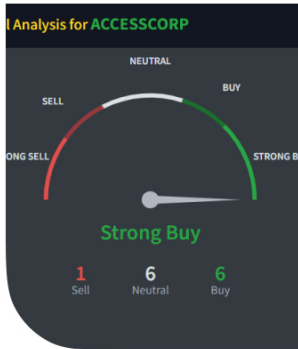 l Analysis for ACCESSCORP
NEUTRAL
SELL
BUY
ONG SELL
STRONG B
Strong Buy
1 6 6
Sell Neutral Buy